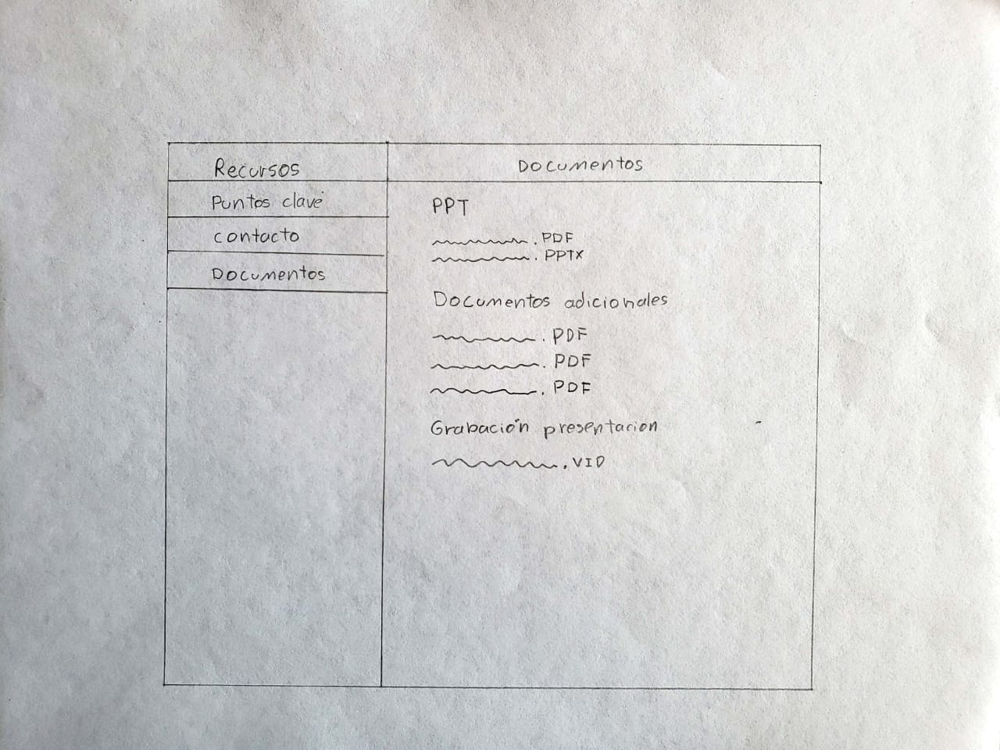 Recursos
Puntos clave
contacto
Documentos
Documentos
PPT
.PDF
.PPTX
Documentos adicionales
.PDF
.PDF
.PDF
Grabación presentacion
.VID